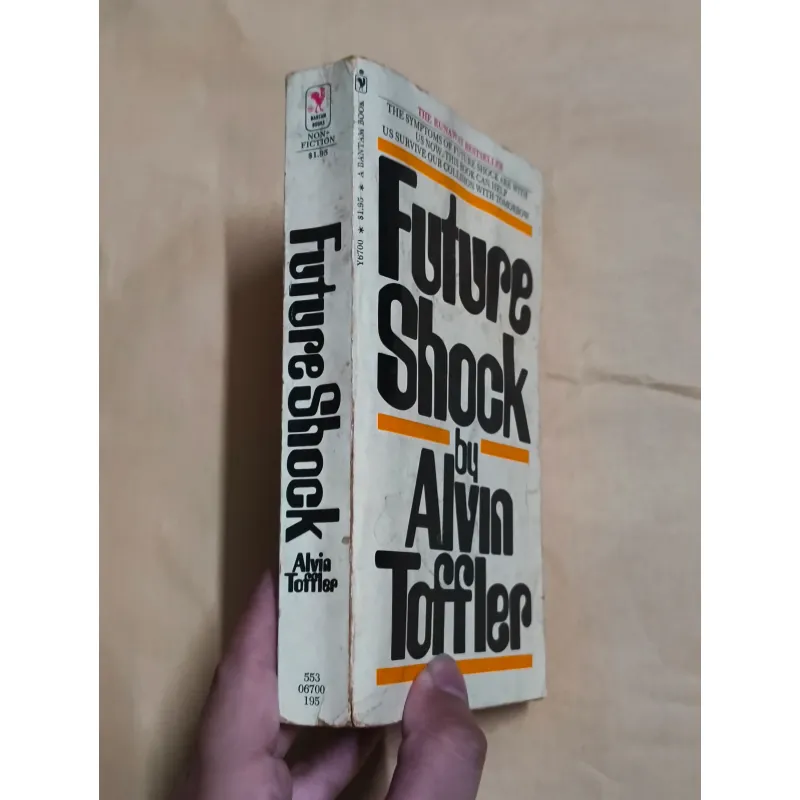 BANTAM
BOOKS
NON-
FICTION
$1.95
Future Shock
Alvin
Toffler
553
06700
195
Y6700 * $1.95 * A BANTAM BOOK
THE RUNAWAY BESTSELLER
THE SYMPTOMS OF FUTURE SHOCK ARE WITH
US NOW. THIS BOOK CAN HELP
US SURVIVE OUR COLLISION WITH TOMORROW
Future
Shock
by
Alvin
Toffler